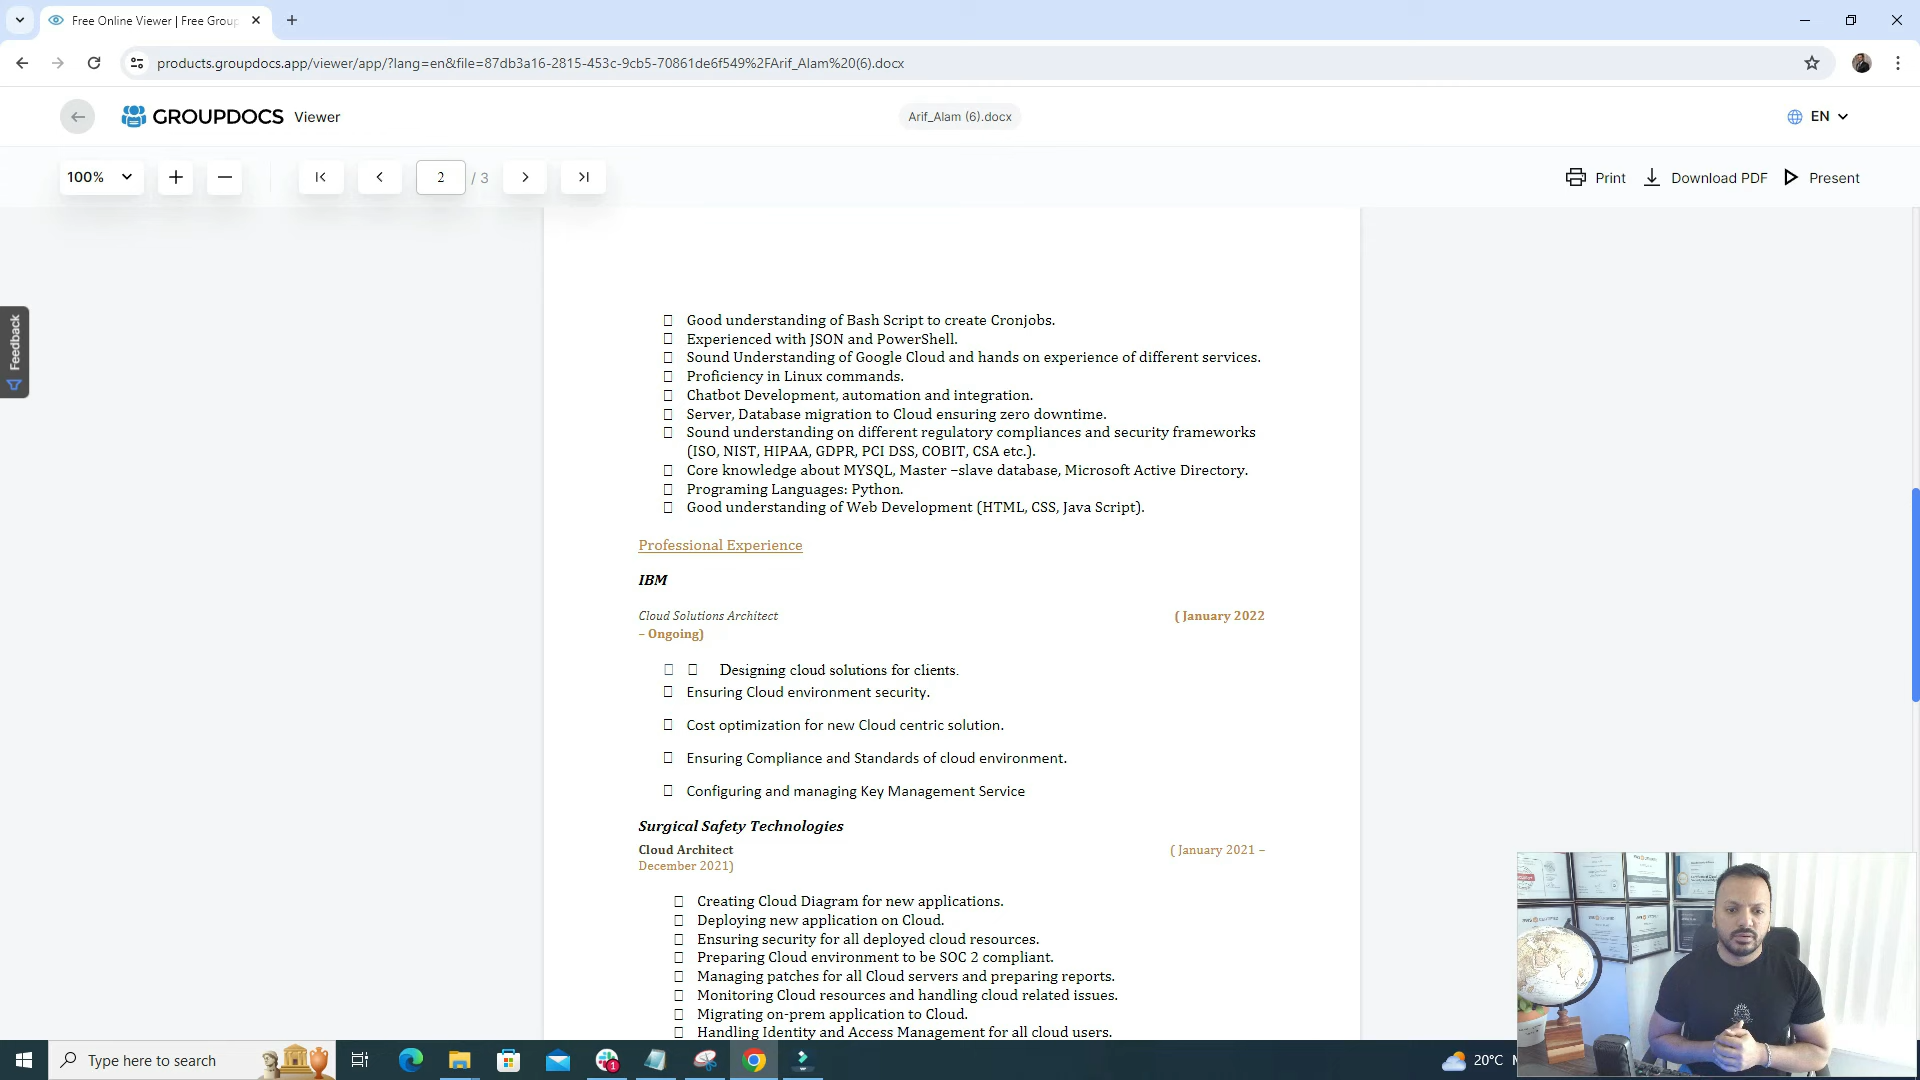 Free Online Viewer | Free Group
products.groupdocs.app/viewer/app/?lang=en&file=87db3a16-2815-453c-9cb5-70861de6f549%2FArif_Alam%20(6).docx
GROUPDOCS Viewer
Arif_Alam (6).docx
EN
100%
2 / 3
Print
Download PDF
Present
Feedback
Good understanding of Bash Script to create Cronjobs.
Experienced with JSON and PowerShell.
Sound Understanding of Google Cloud and hands on experience of different services.
Proficiency in Linux commands.
Chatbot Development, automation and integration.
Server, Database migration to Cloud ensuring zero downtime.
Sound understanding on different regulatory compliances and security frameworks
(ISO, NIST, HIPAA, GDPR, PCI DSS, COBIT, CSA etc.).
Core knowledge about MYSQL, Master –slave database, Microsoft Active Directory.
Programing Languages: Python.
Good understanding of Web Development (HTML, CSS, Java Script).
Professional Experience
IBM
Cloud Solutions Architect ( January 2022
– Ongoing)
Designing cloud solutions for clients.
Ensuring Cloud environment security.
Cost optimization for new Cloud centric solution.
Ensuring Compliance and Standards of cloud environment.
Configuring and managing Key Management Service
Surgical Safety Technologies
Cloud Architect ( January 2021 –
December 2021)
Creating Cloud Diagram for new applications.
Deploying new application on Cloud.
Ensuring security for all deployed cloud resources.
Preparing Cloud environment to be SOC 2 compliant.
Managing patches for all Cloud servers and preparing reports.
Monitoring Cloud resources and handling cloud related issues.
Migrating on-prem application to Cloud.
Handling Identity and Access Management for all cloud users.
Type here to search
1
20°C